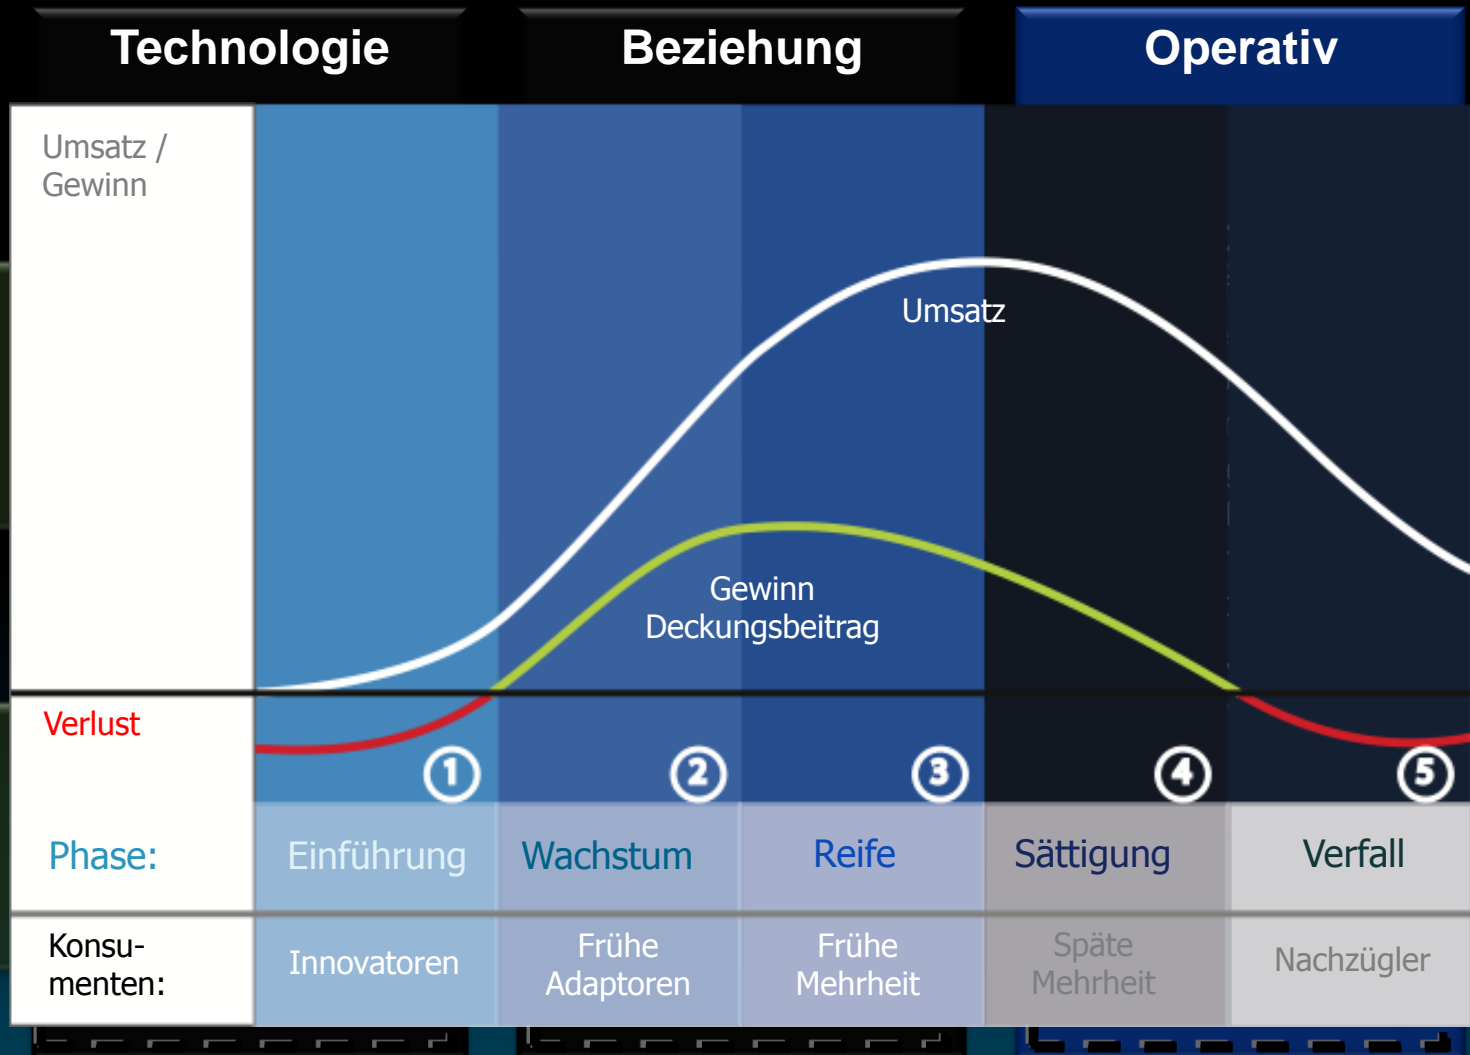 Technologie
Beziehung
Operativ
Umsatz /
Gewinn
Umsatz
Gewinn
Deckungsbeitrag
Verlust
1
2
3
4
5
Phase:
Einführung
Wachstum
Reife
Sättigung
Verfall
Konsu-
menten:
Innovatoren
Frühe
Adaptoren
Frühe
Mehrheit
Späte
Mehrheit
Nachzügler